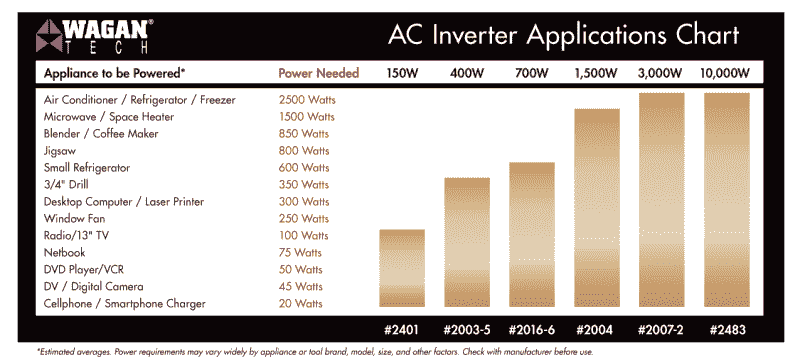 WAGAN®
TECH
AC Inverter Applications Chart
Appliance to be Powered* Power Needed 150W 400W 700W 1,500W 3,000W 10,000W
Air Conditioner / Refrigerator / Freezer 2500 Watts
Microwave / Space Heater 1500 Watts
Blender / Coffee Maker 850 Watts
Jigsaw 800 Watts
Small Refrigerator 600 Watts
3/4" Drill 350 Watts
Desktop Computer / Laser Printer 300 Watts
Window Fan 250 Watts
Radio/13" TV 100 Watts
Netbook 75 Watts
DVD Player/VCR 50 Watts
DV / Digital Camera 45 Watts
Cellphone / Smartphone Charger 20 Watts
#2401 #2003-5 #2016-6 #2004 #2007-2 #2483
*Estimated averages. Power requirements may vary widely by appliance or tool brand, model, size, and other factors. Check with manufacturer before use.